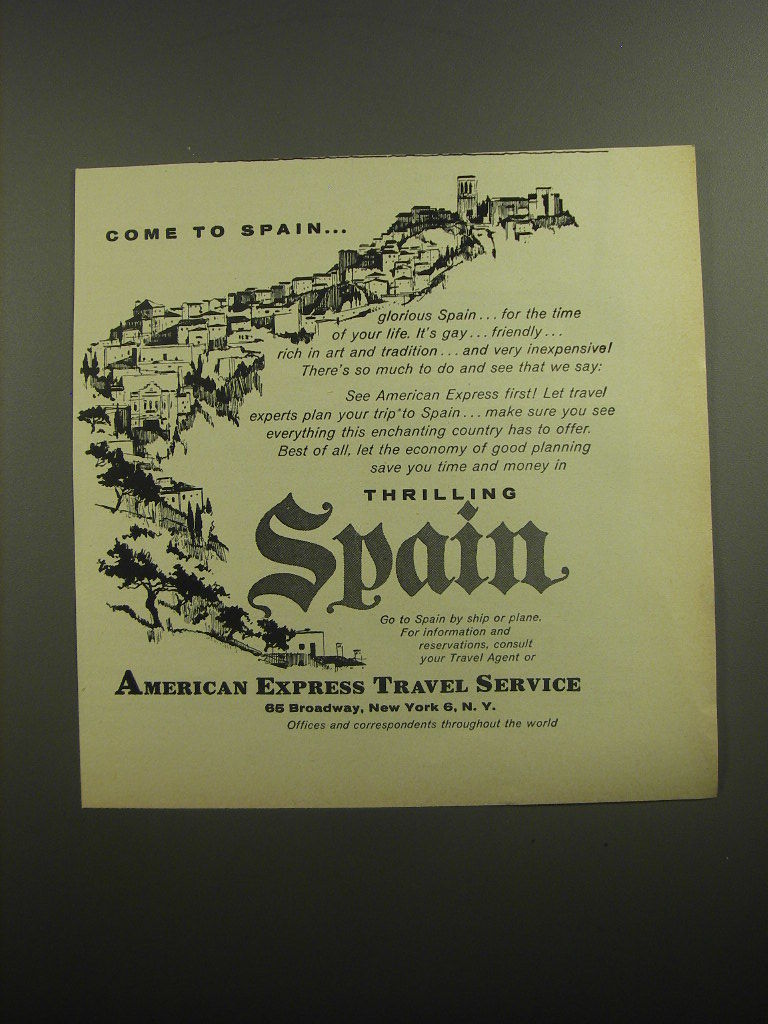 COME TO SPAIN...
glorious Spain... for the time
of your life. It's gay... friendly...
rich in art and tradition... and very inexpensive!
There's so much to do and see that we say:
See American Express first! Let travel
experts plan your trip to Spain... make sure you see
everything this enchanting country has to offer.
Best of all, let the economy of good planning
save you time and money in
THRILLING
Spain
Go to Spain by ship or plane.
For information and
reservations, consult
your Travel Agent or
AMERICAN EXPRESS TRAVEL SERVICE
65 Broadway, New York 6, N. Y.
Offices and correspondents throughout the world